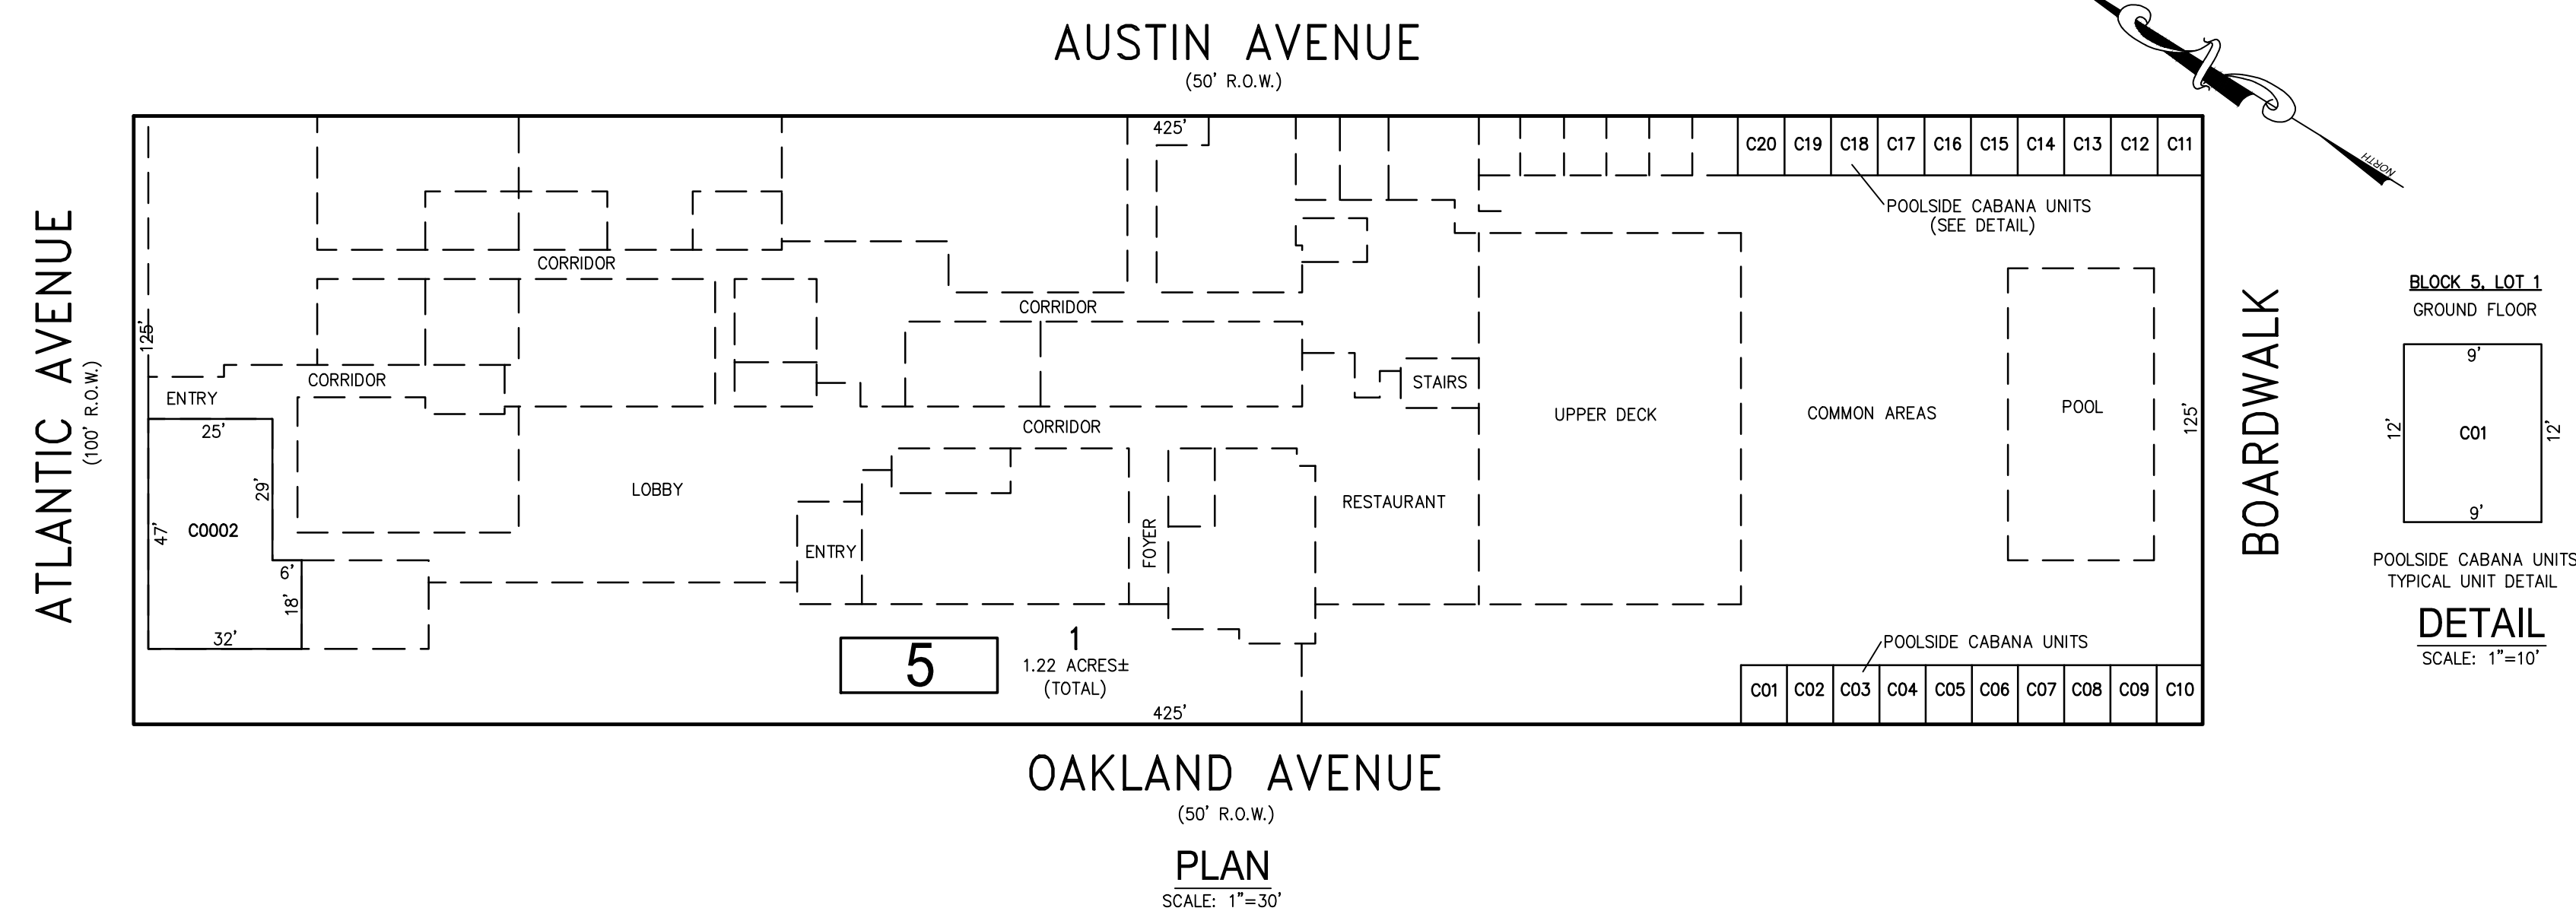 AUSTIN AVENUE
(50' R.O.W.)
NORTH
425'
C20 C19 C18 C17 C16 C15 C14 C13 C12 C11
POOLSIDE CABANA UNITS
(SEE DETAIL)
ATLANTIC AVENUE
(100' R.O.W.)
125'
CORRIDOR
CORRIDOR
CORRIDOR
ENTRY
25'
29'
47'
C0002
6'
18'
32'
LOBBY
CORRIDOR
ENTRY
FOYER
STAIRS
RESTAURANT
UPPER DECK
COMMON AREAS
POOL
125'
BOARDWALK
5
1
1.22 ACRES±
(TOTAL)
POOLSIDE CABANA UNITS
C01 C02 C03 C04 C05 C06 C07 C08 C09 C10
425'
OAKLAND AVENUE
(50' R.O.W.)
PLAN
SCALE: 1"=30'
BLOCK 5, LOT 1
GROUND FLOOR
9'
12'
C01
12'
9'
POOLSIDE CABANA UNITS
TYPICAL UNIT DETAIL
DETAIL
SCALE: 1"=10'